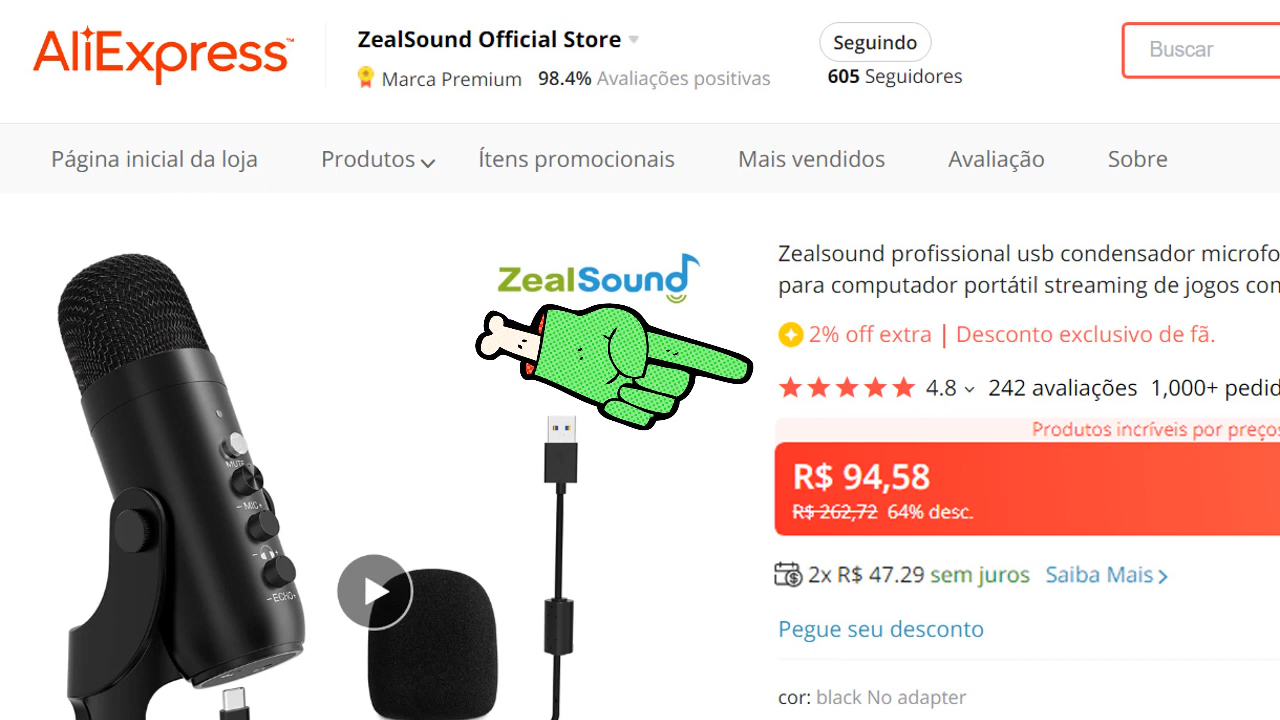 AliExpress™
ZealSound Official Store
Marca Premium 98.4% Avaliações positivas
Seguindo
605 Seguidores
Buscar
Página inicial da loja Produtos Ítens promocionais Mais vendidos Avaliação Sobre
ZealSound
Zealsound profissional usb condensador microfo
para computador portátil streaming de jogos con
2% off extra | Desconto exclusivo de fã.
4.8 242 avaliações 1,000+ pedid
Produtos incríveis por preços
R$ 94,58
R$ 262,72 64% desc.
2x R$ 47.29 sem juros Saiba Mais
Pegue seu desconto
cor: black No adapter
MUTE
- MIC +
- +
-ECHO+